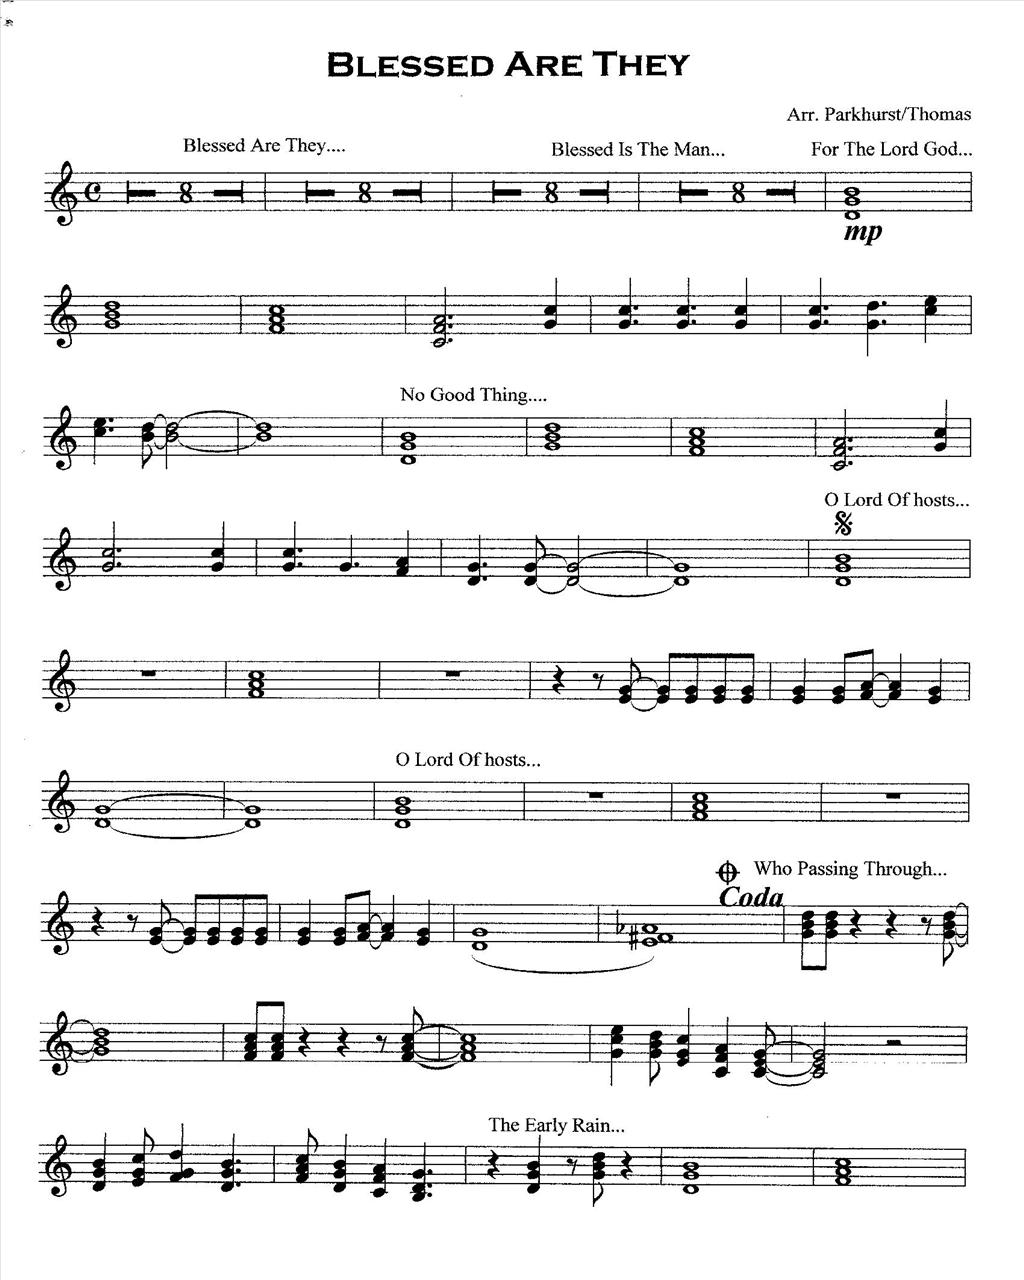 BLESSED ARE THEY
Arr. Parkhurst/Thomas
Blessed Are They....
Blessed Is The Man...
For The Lord God...
8 8 8 8
mp
No Good Thing....
O Lord Of hosts...
O Lord Of hosts...
Who Passing Through...
Coda
The Early Rain...